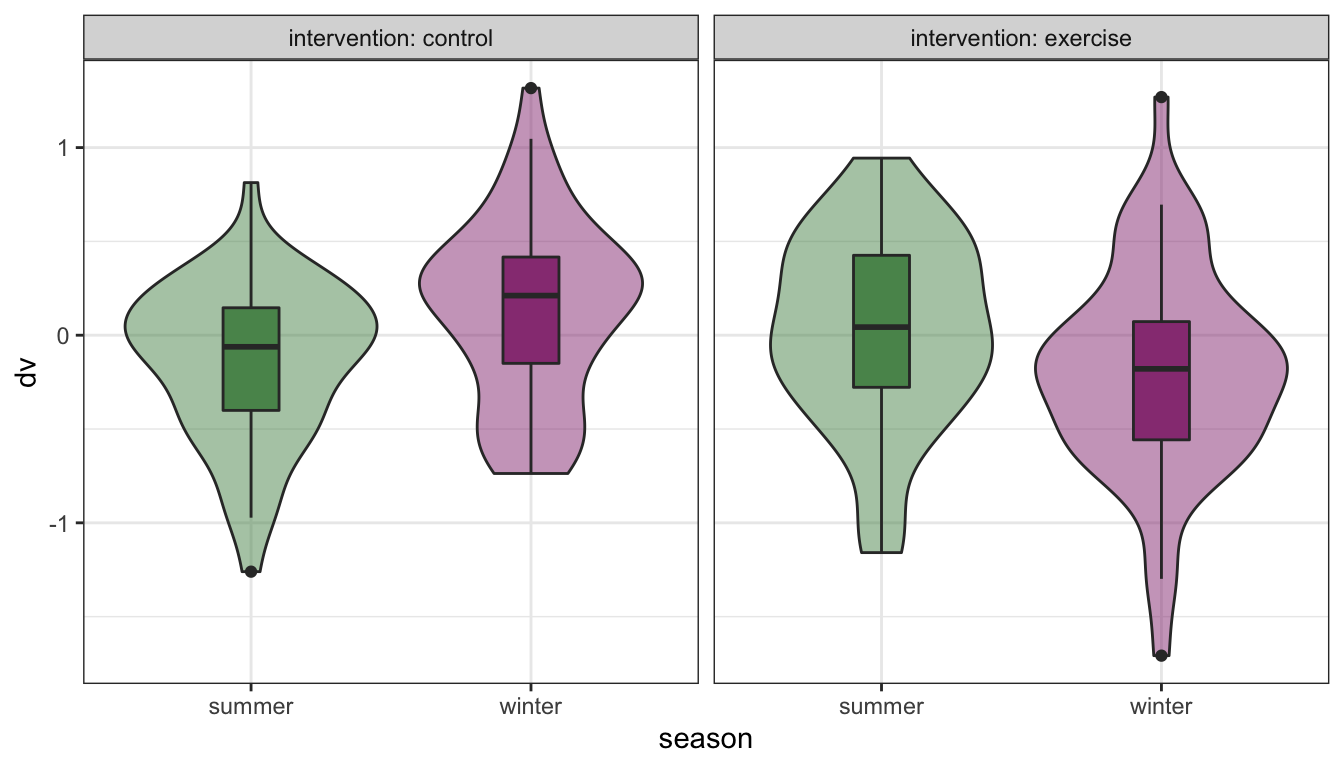 intervention: control
intervention: exercise
1
0
-1
dv
summer
winter
summer
winter
season